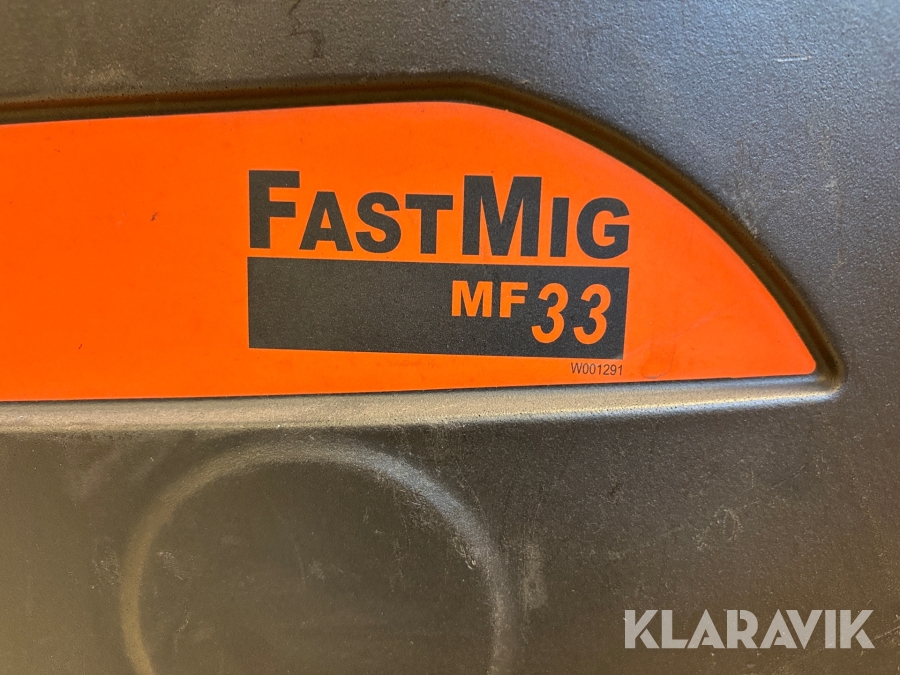 FASTMIG
MF 33
W001291
KLARAVIK